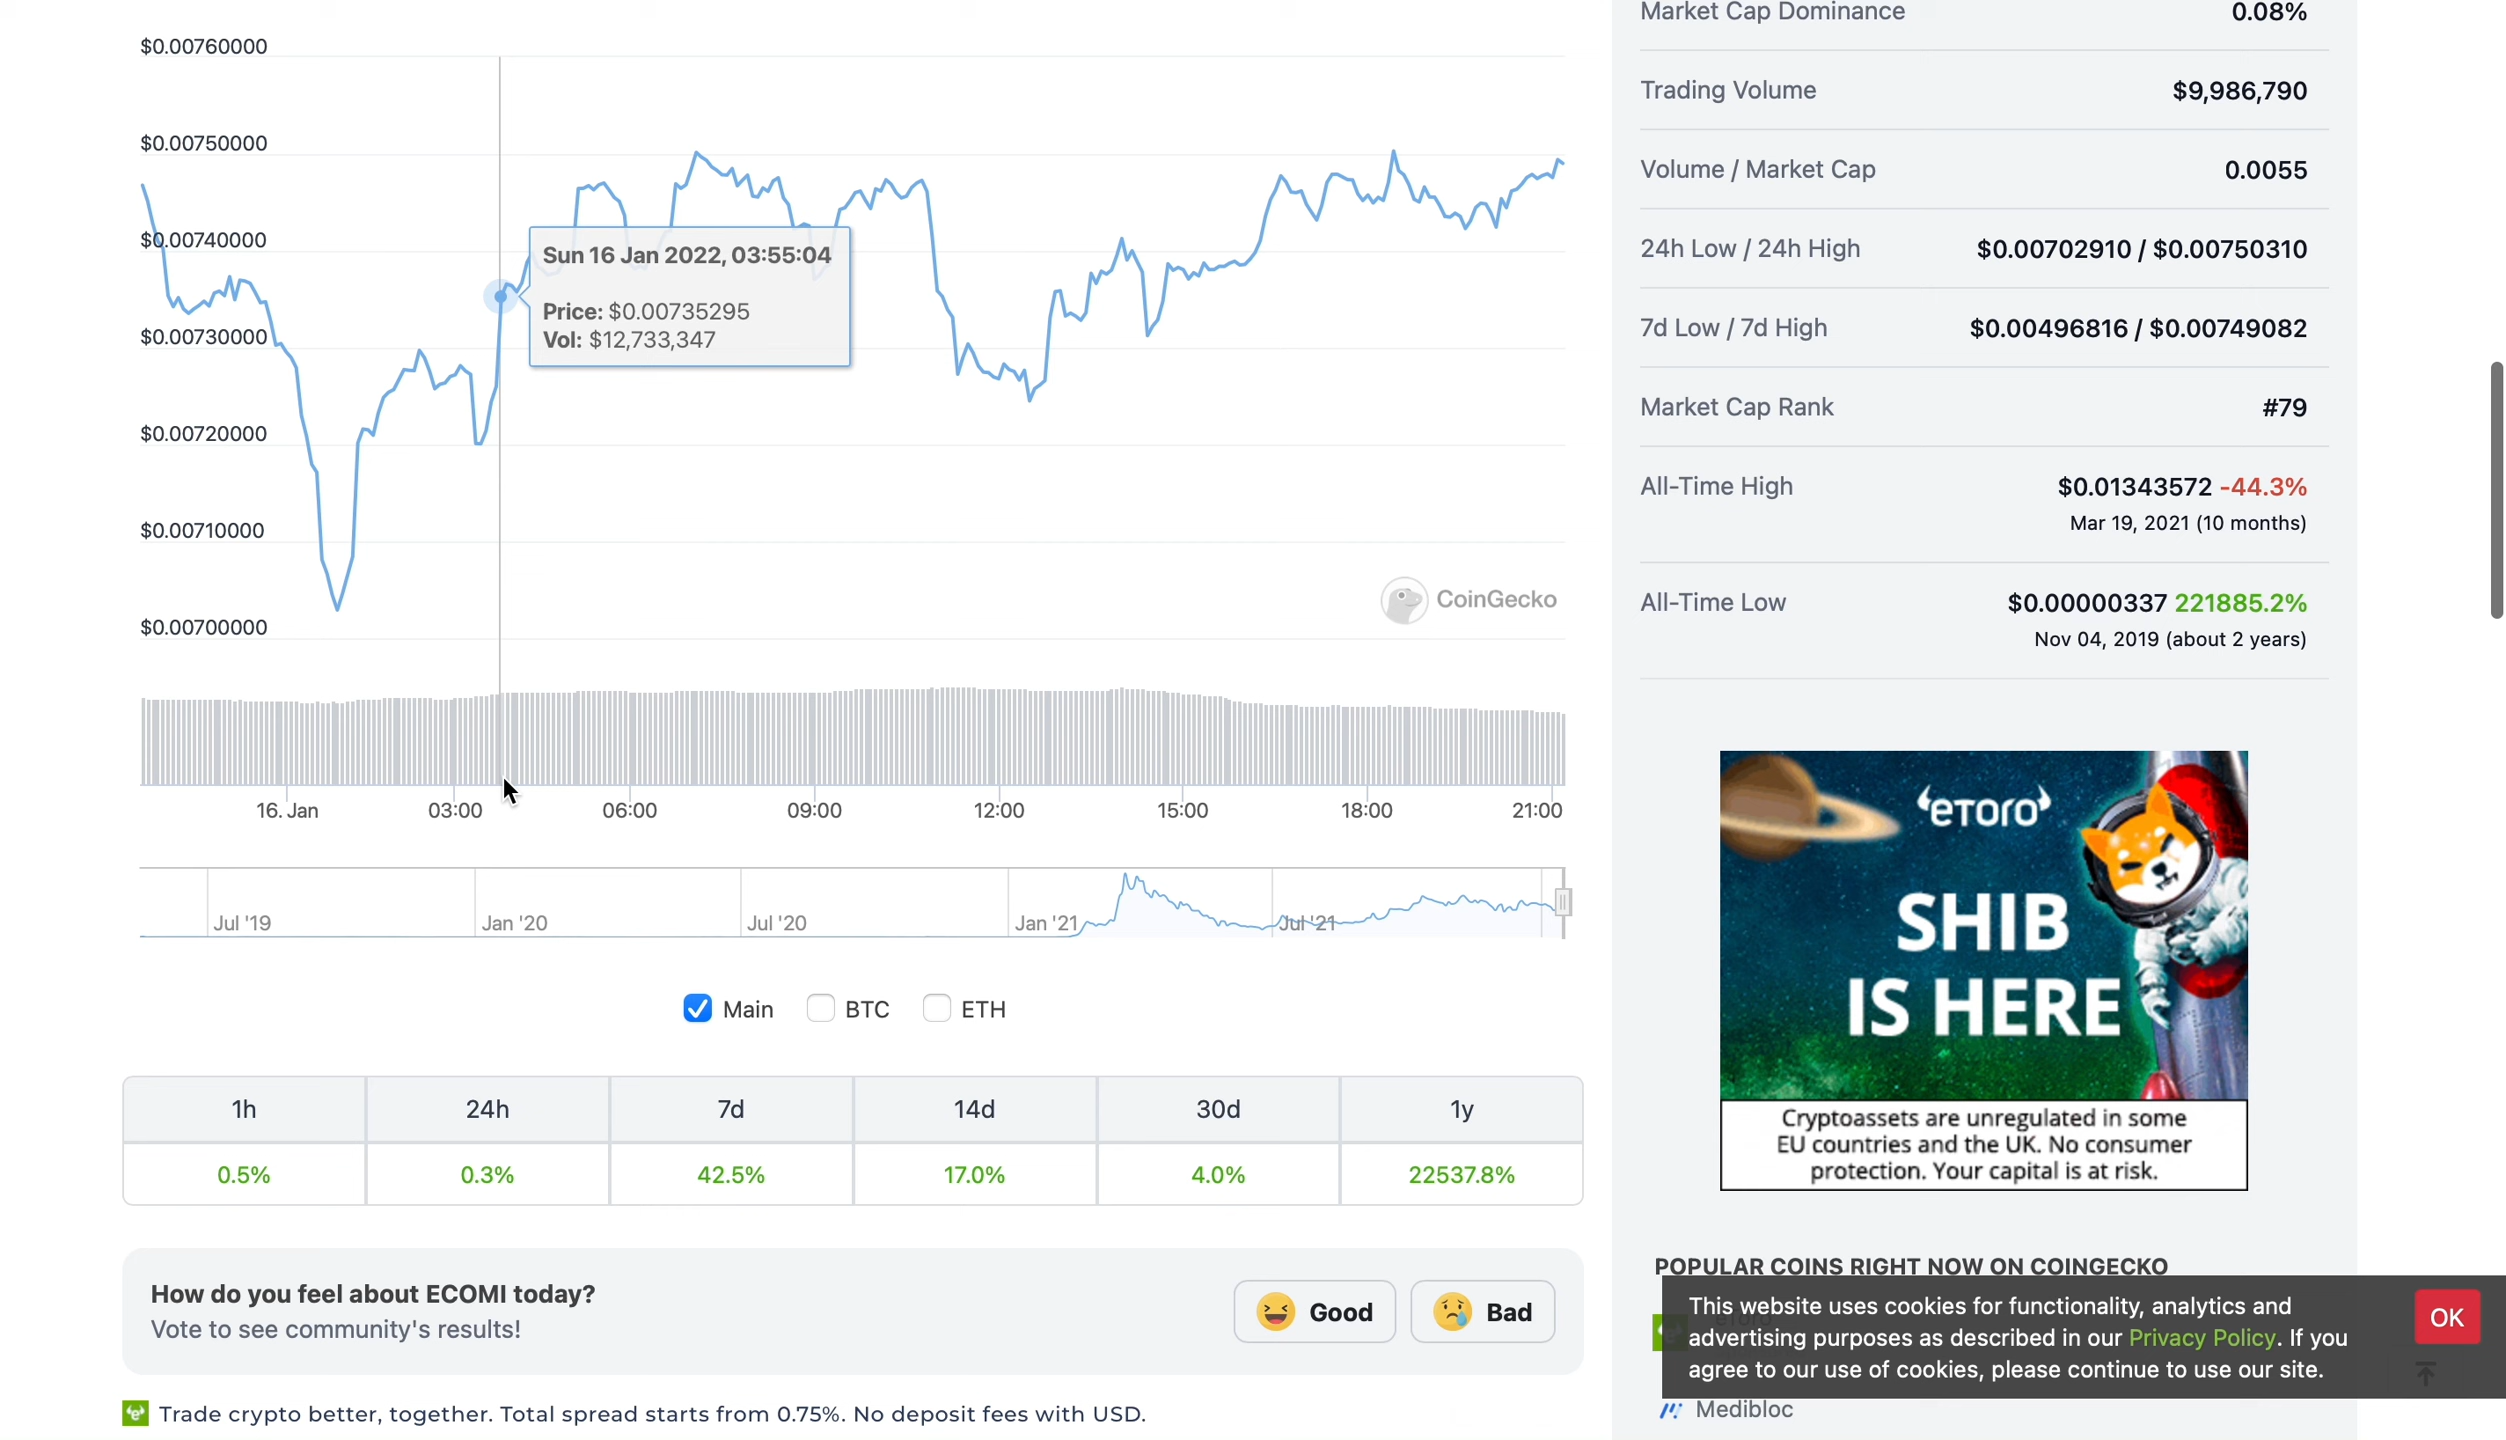 $0.00760000
$0.00750000
$0.00740000
$0.00730000
$0.00720000
$0.00710000
$0.00700000
Sun 16 Jan 2022, 03:55:04
Price: $0.00735295
Vol: $12,733,347
CoinGecko
16. Jan 03:00 06:00 09:00 12:00 15:00 18:00 21:00
Jul '19 Jan '20 Jul '20 Jan '21 Jul '21
Main BTC ETH
1h 24h 7d 14d 30d 1y
0.5% 0.3% 42.5% 17.0% 4.0% 22537.8%
How do you feel about ECOMI today?
Vote to see community's results!
Good Bad
Trade crypto better, together. Total spread starts from 0.75%. No deposit fees with USD.
Market Cap Dominance 0.08%
Trading Volume $9,986,790
Volume / Market Cap 0.0055
24h Low / 24h High $0.00702910 / $0.00750310
7d Low / 7d High $0.00496816 / $0.00749082
Market Cap Rank #79
All-Time High $0.01343572 -44.3%
Mar 19, 2021 (10 months)
All-Time Low $0.00000337 221885.2%
Nov 04, 2019 (about 2 years)
eToro
SHIB
IS HERE
Cryptoassets are unregulated in some
EU countries and the UK. No consumer
protection. Your capital is at risk.
POPULAR COINS RIGHT NOW ON COINGECKO
This website uses cookies for functionality, analytics and
advertising purposes as described in our Privacy Policy. If you
agree to our use of cookies, please continue to use our site.
OK
Medibloc